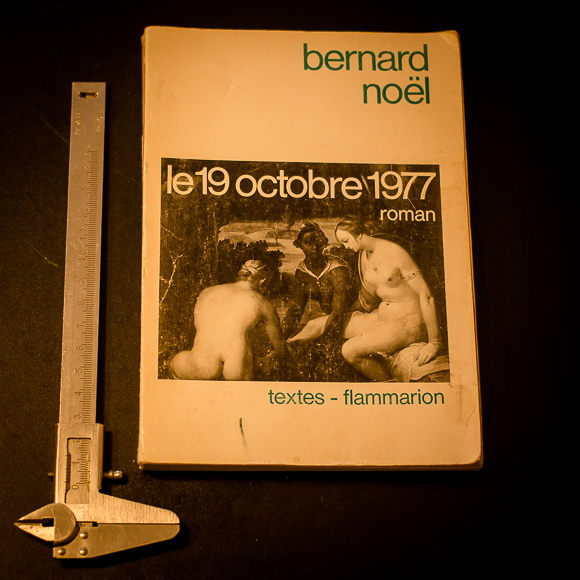 bernard
noël
le 19 octobre 1977
roman
textes - flammarion